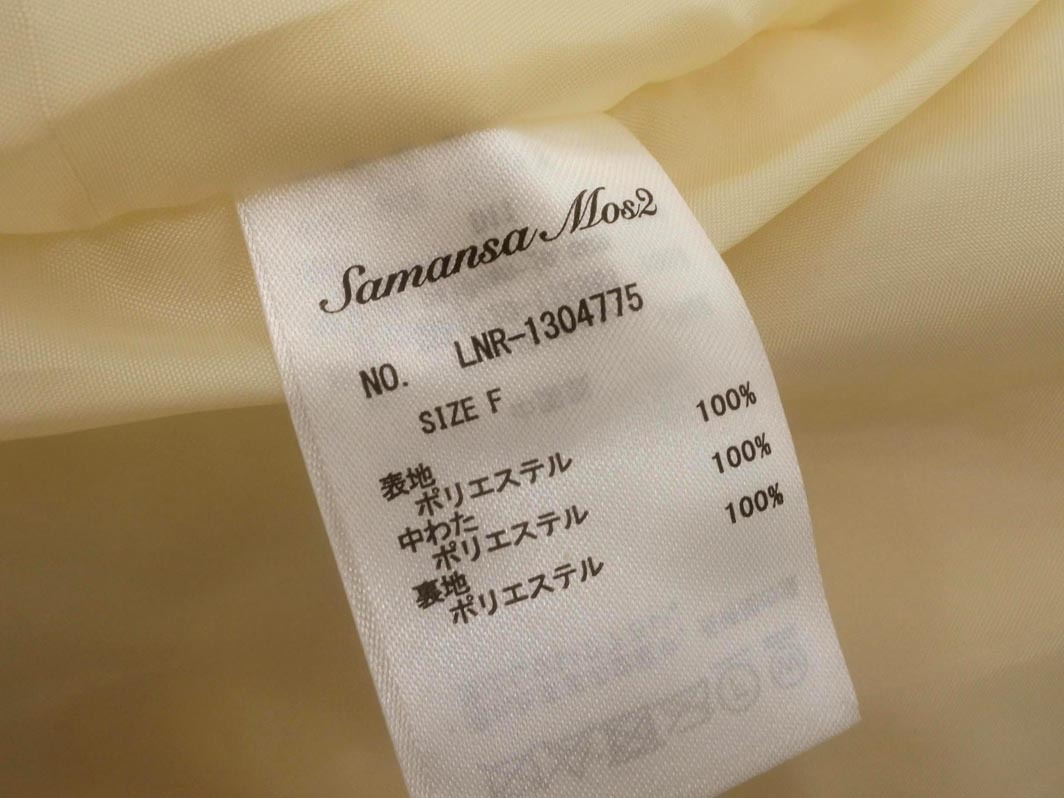 Samansa Mos2
NO. LNR-1304775
SIZE F
表地
ポリエステル 100%
中わた
ポリエステル 100%
裏地
ポリエステル 100%